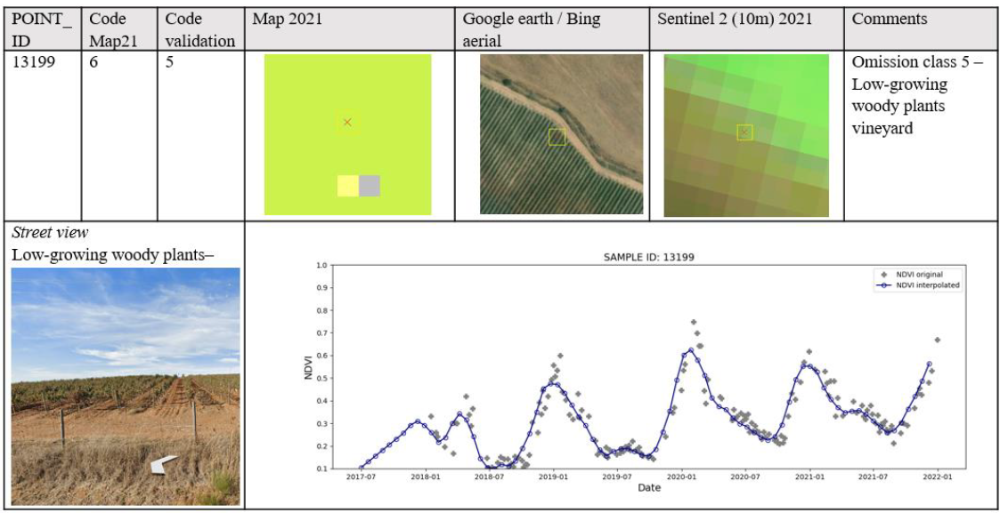 POINT_ID
Code Map21
Code validation
Map 2021
Google earth / Bing aerial
Sentinel 2 (10m) 2021
Comments
13199
6
5
Omission class 5 –
Low-growing
woody plants
vineyard
Street view
Low-growing woody plants–
SAMPLE ID: 13199
NDVI original
NDVI interpolated
NDVI
1.0
0.9
0.8
0.7
0.6
0.5
0.4
0.3
0.2
0.1
2017-07
2018-01
2018-07
2019-01
2019-07
2020-01
2020-07
2021-01
2021-07
2022-01
Date